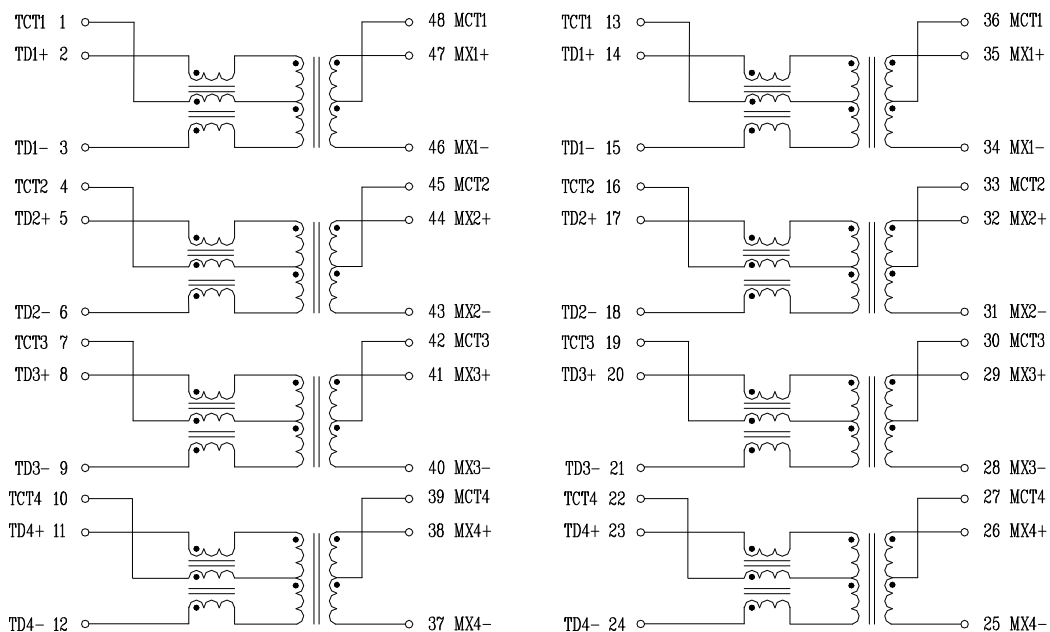 TCT1 1 48 MCT1 TCT1 13 36 MCT1
TD1+ 2 47 MX1+ TD1+ 14 35 MX1+
TD1- 3 46 MX1- TD1- 15 34 MX1-
TCT2 4 45 MCT2 TCT2 16 33 MCT2
TD2+ 5 44 MX2+ TD2+ 17 32 MX2+
TD2- 6 43 MX2- TD2- 18 31 MX2-
TCT3 7 42 MCT3 TCT3 19 30 MCT3
TD3+ 8 41 MX3+ TD3+ 20 29 MX3+
TD3- 9 40 MX3- TD3- 21 28 MX3-
TCT4 10 39 MCT4 TCT4 22 27 MCT4
TD4+ 11 38 MX4+ TD4+ 23 26 MX4+
TD4- 12 37 MX4- TD4- 24 25 MX4-